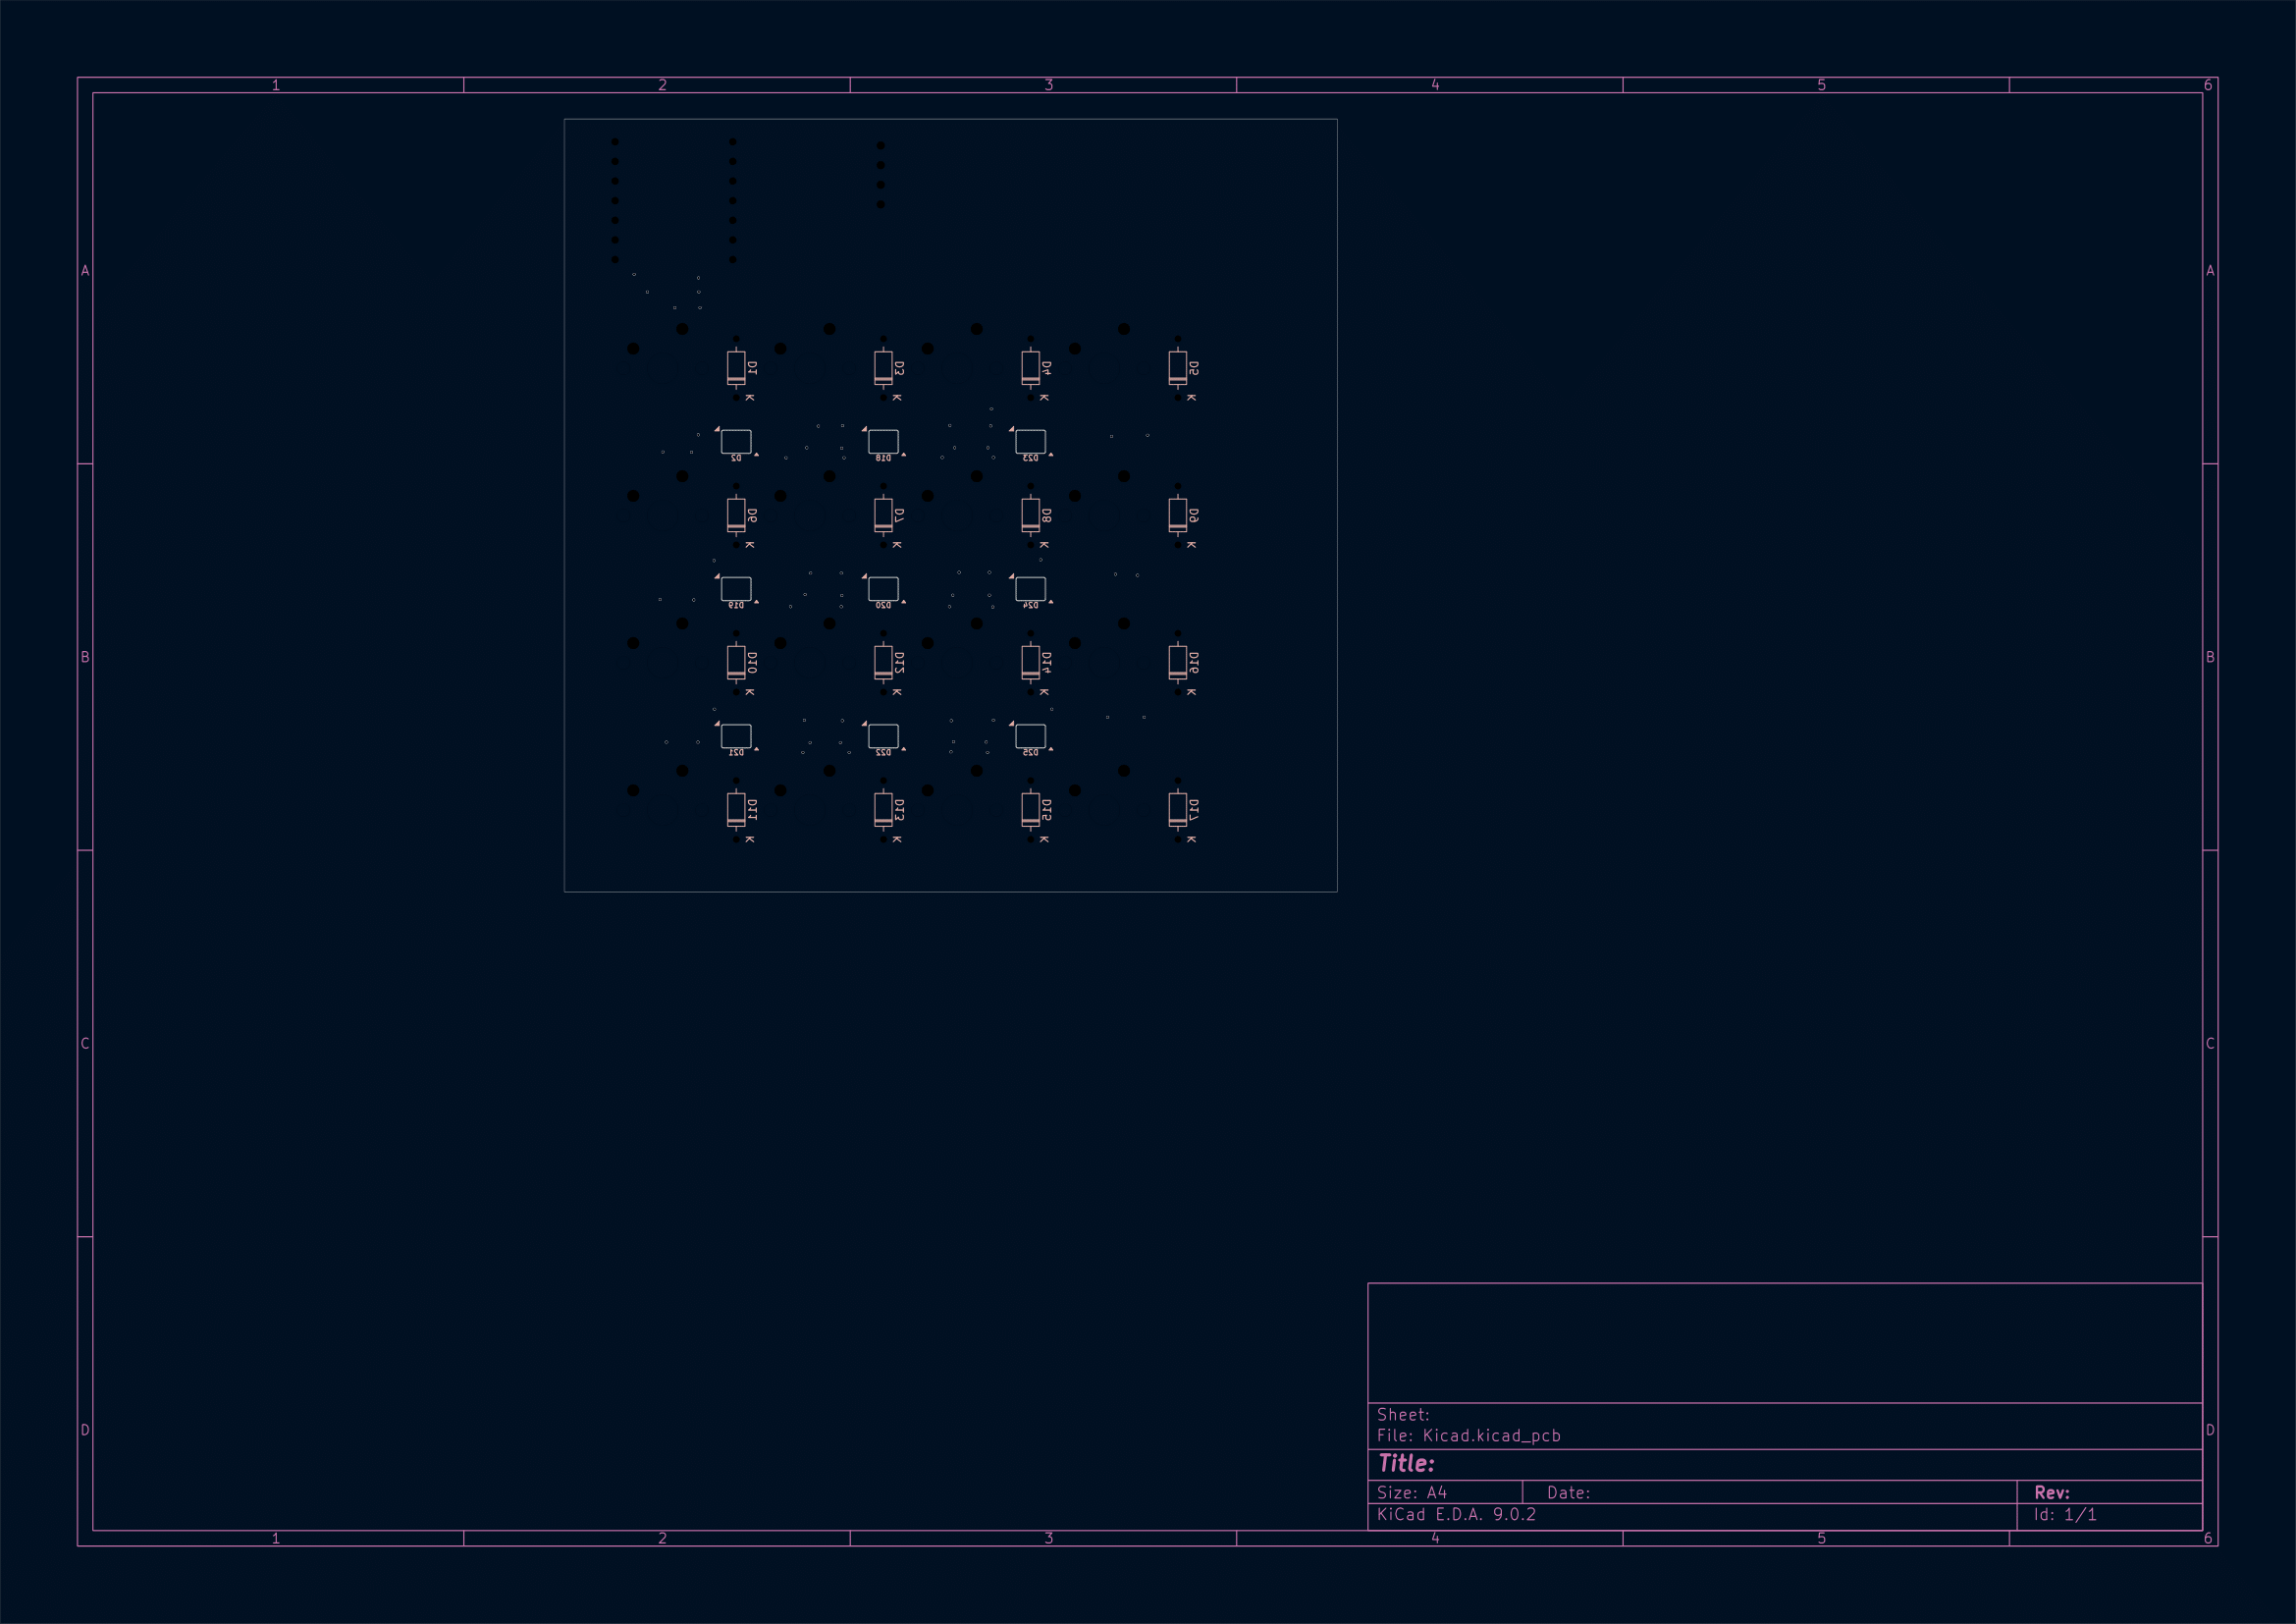 1 2 3 4 5 6
A A
D1 D3 D4 D5
K K K K
D2 D18 D23
B B
D6 D7 D8 D9
K K K K
D19 D20 D24
D10 D12 D14 D16
K K K K
D21 D22 D25
D11 D13 D15 D17
K K K K
C C
D D
Sheet:
File: Kicad.kicad_pcb
Title:
Size: A4 Date: Rev:
KiCad E.D.A. 9.0.2 Id: 1/1
1 2 3 4 5 6